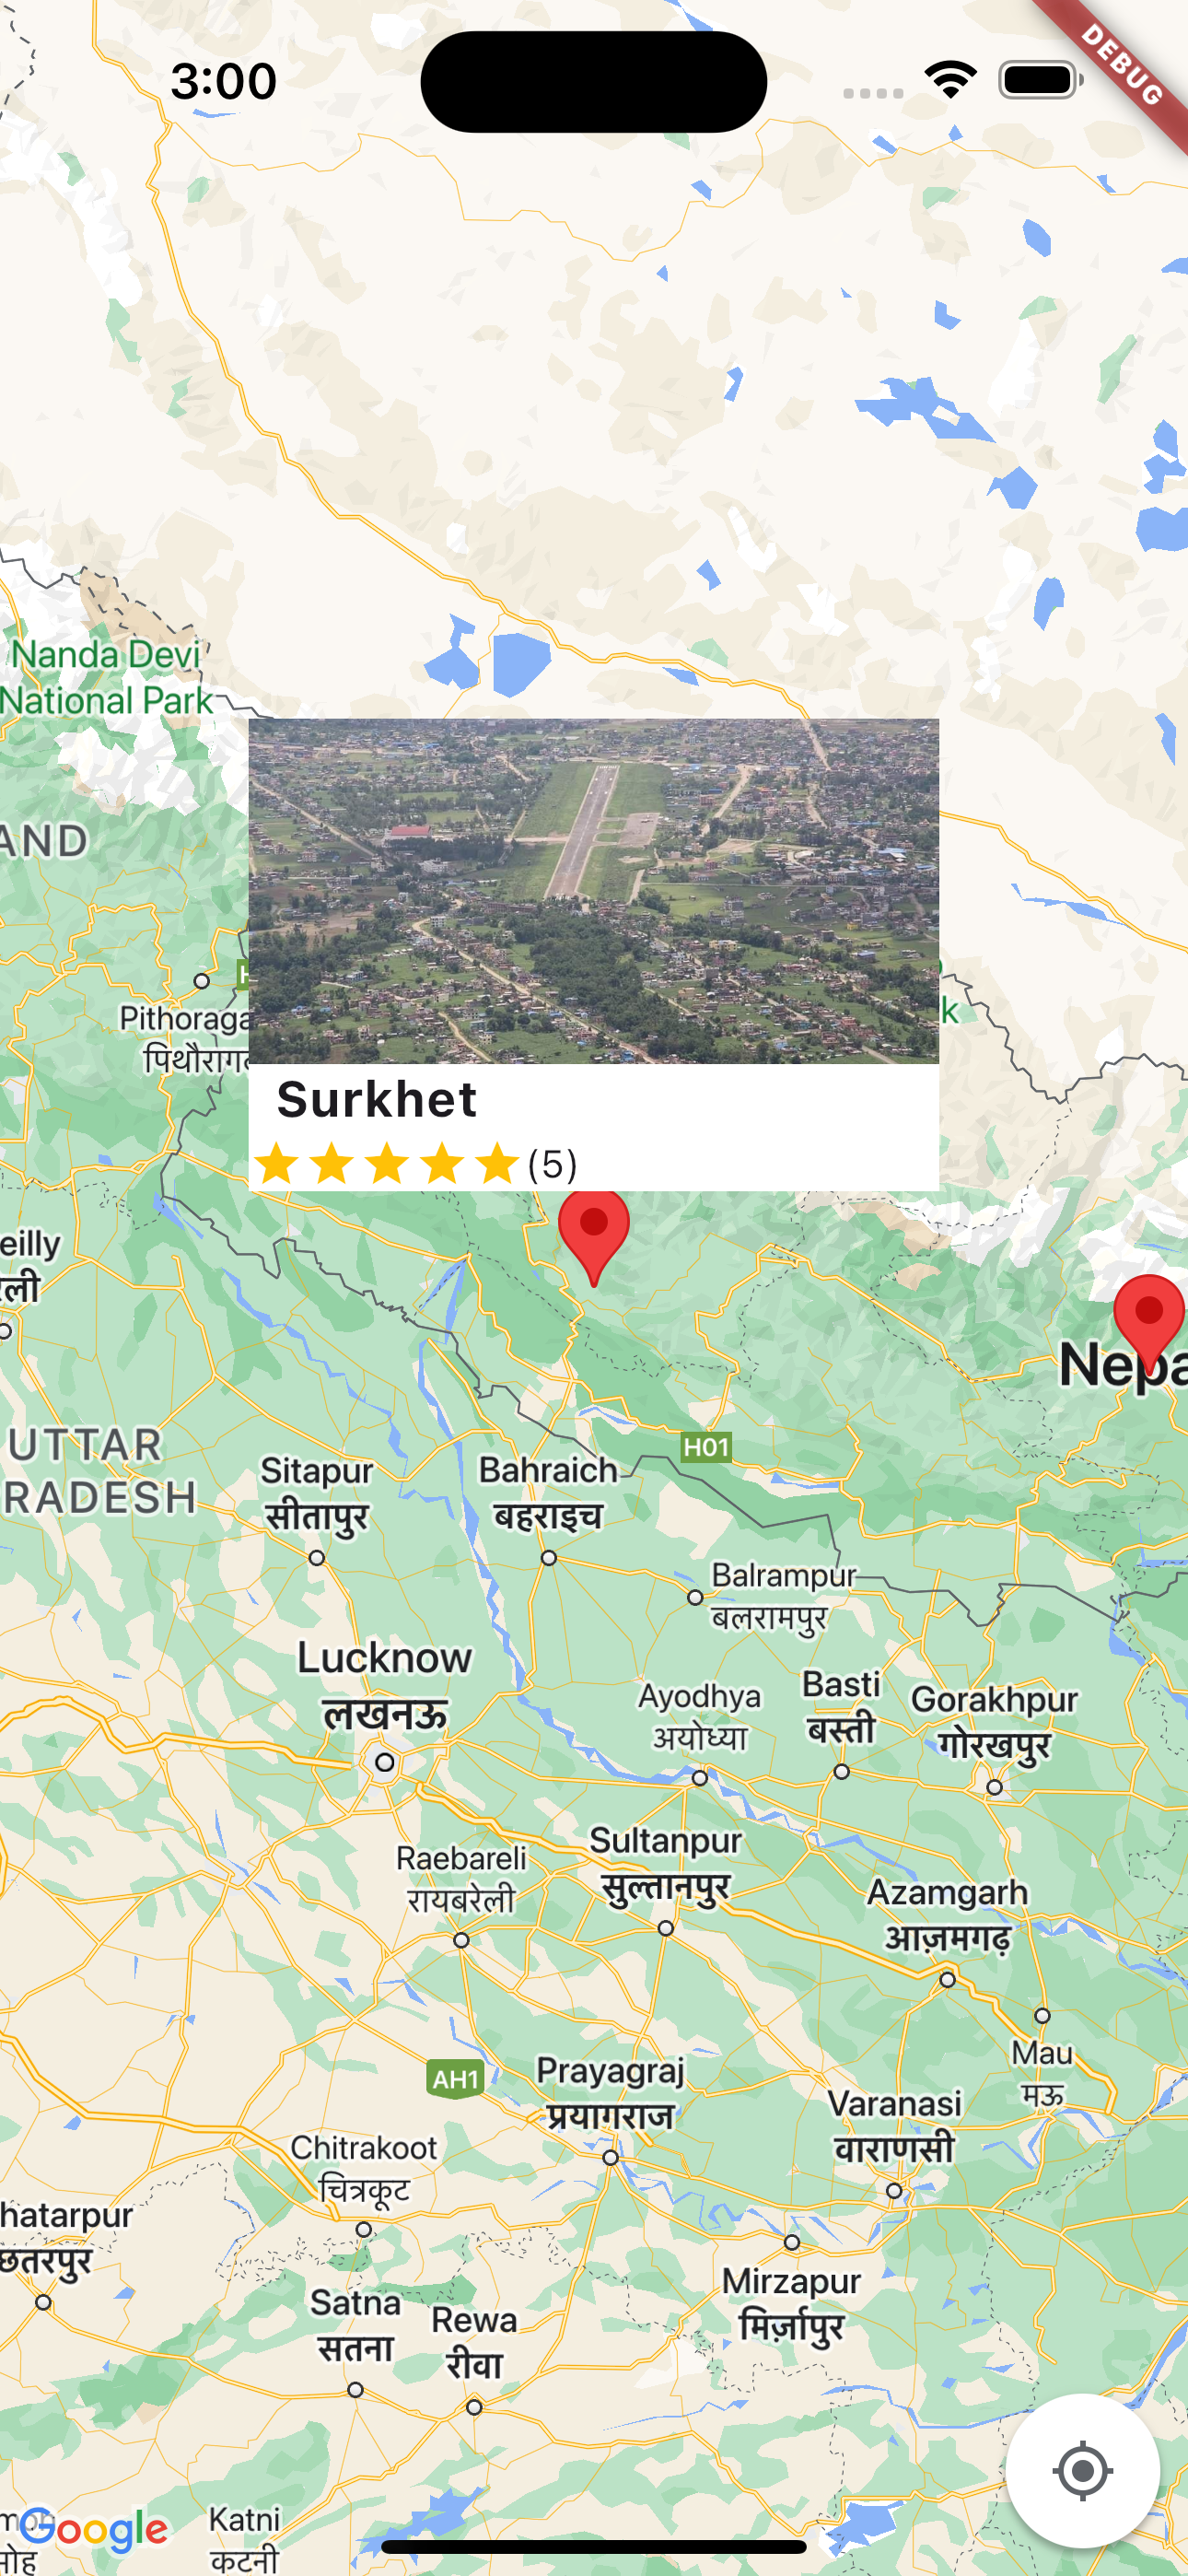 3:00
DEBUG
Nanda Devi
National Park
AND
H
Pithoraga
पिथौरागढ
k
Surkhet
(5)
eilly
रेली
Nepa
H01
UTTAR
RADESH
Sitapur
सीतापुर
Bahraich
बहराइच
Balrampur
बलरामपुर
Lucknow
लखनऊ
Ayodhya
अयोध्या
Basti
बस्ती
Gorakhpur
गोरखपुर
Raebareli
रायबरेली
Sultanpur
सुल्तानपुर
Azamgarh
आज़मगढ़
Mau
मऊ
AH1
Prayagraj
प्रयागराज
Varanasi
वाराणसी
Chitrakoot
चित्रकूट
hatarpur
छतरपुर
Mirzapur
मिर्ज़ापुर
Satna
सतना
Rewa
रीवा
Google
Katni
कटनी
मोह